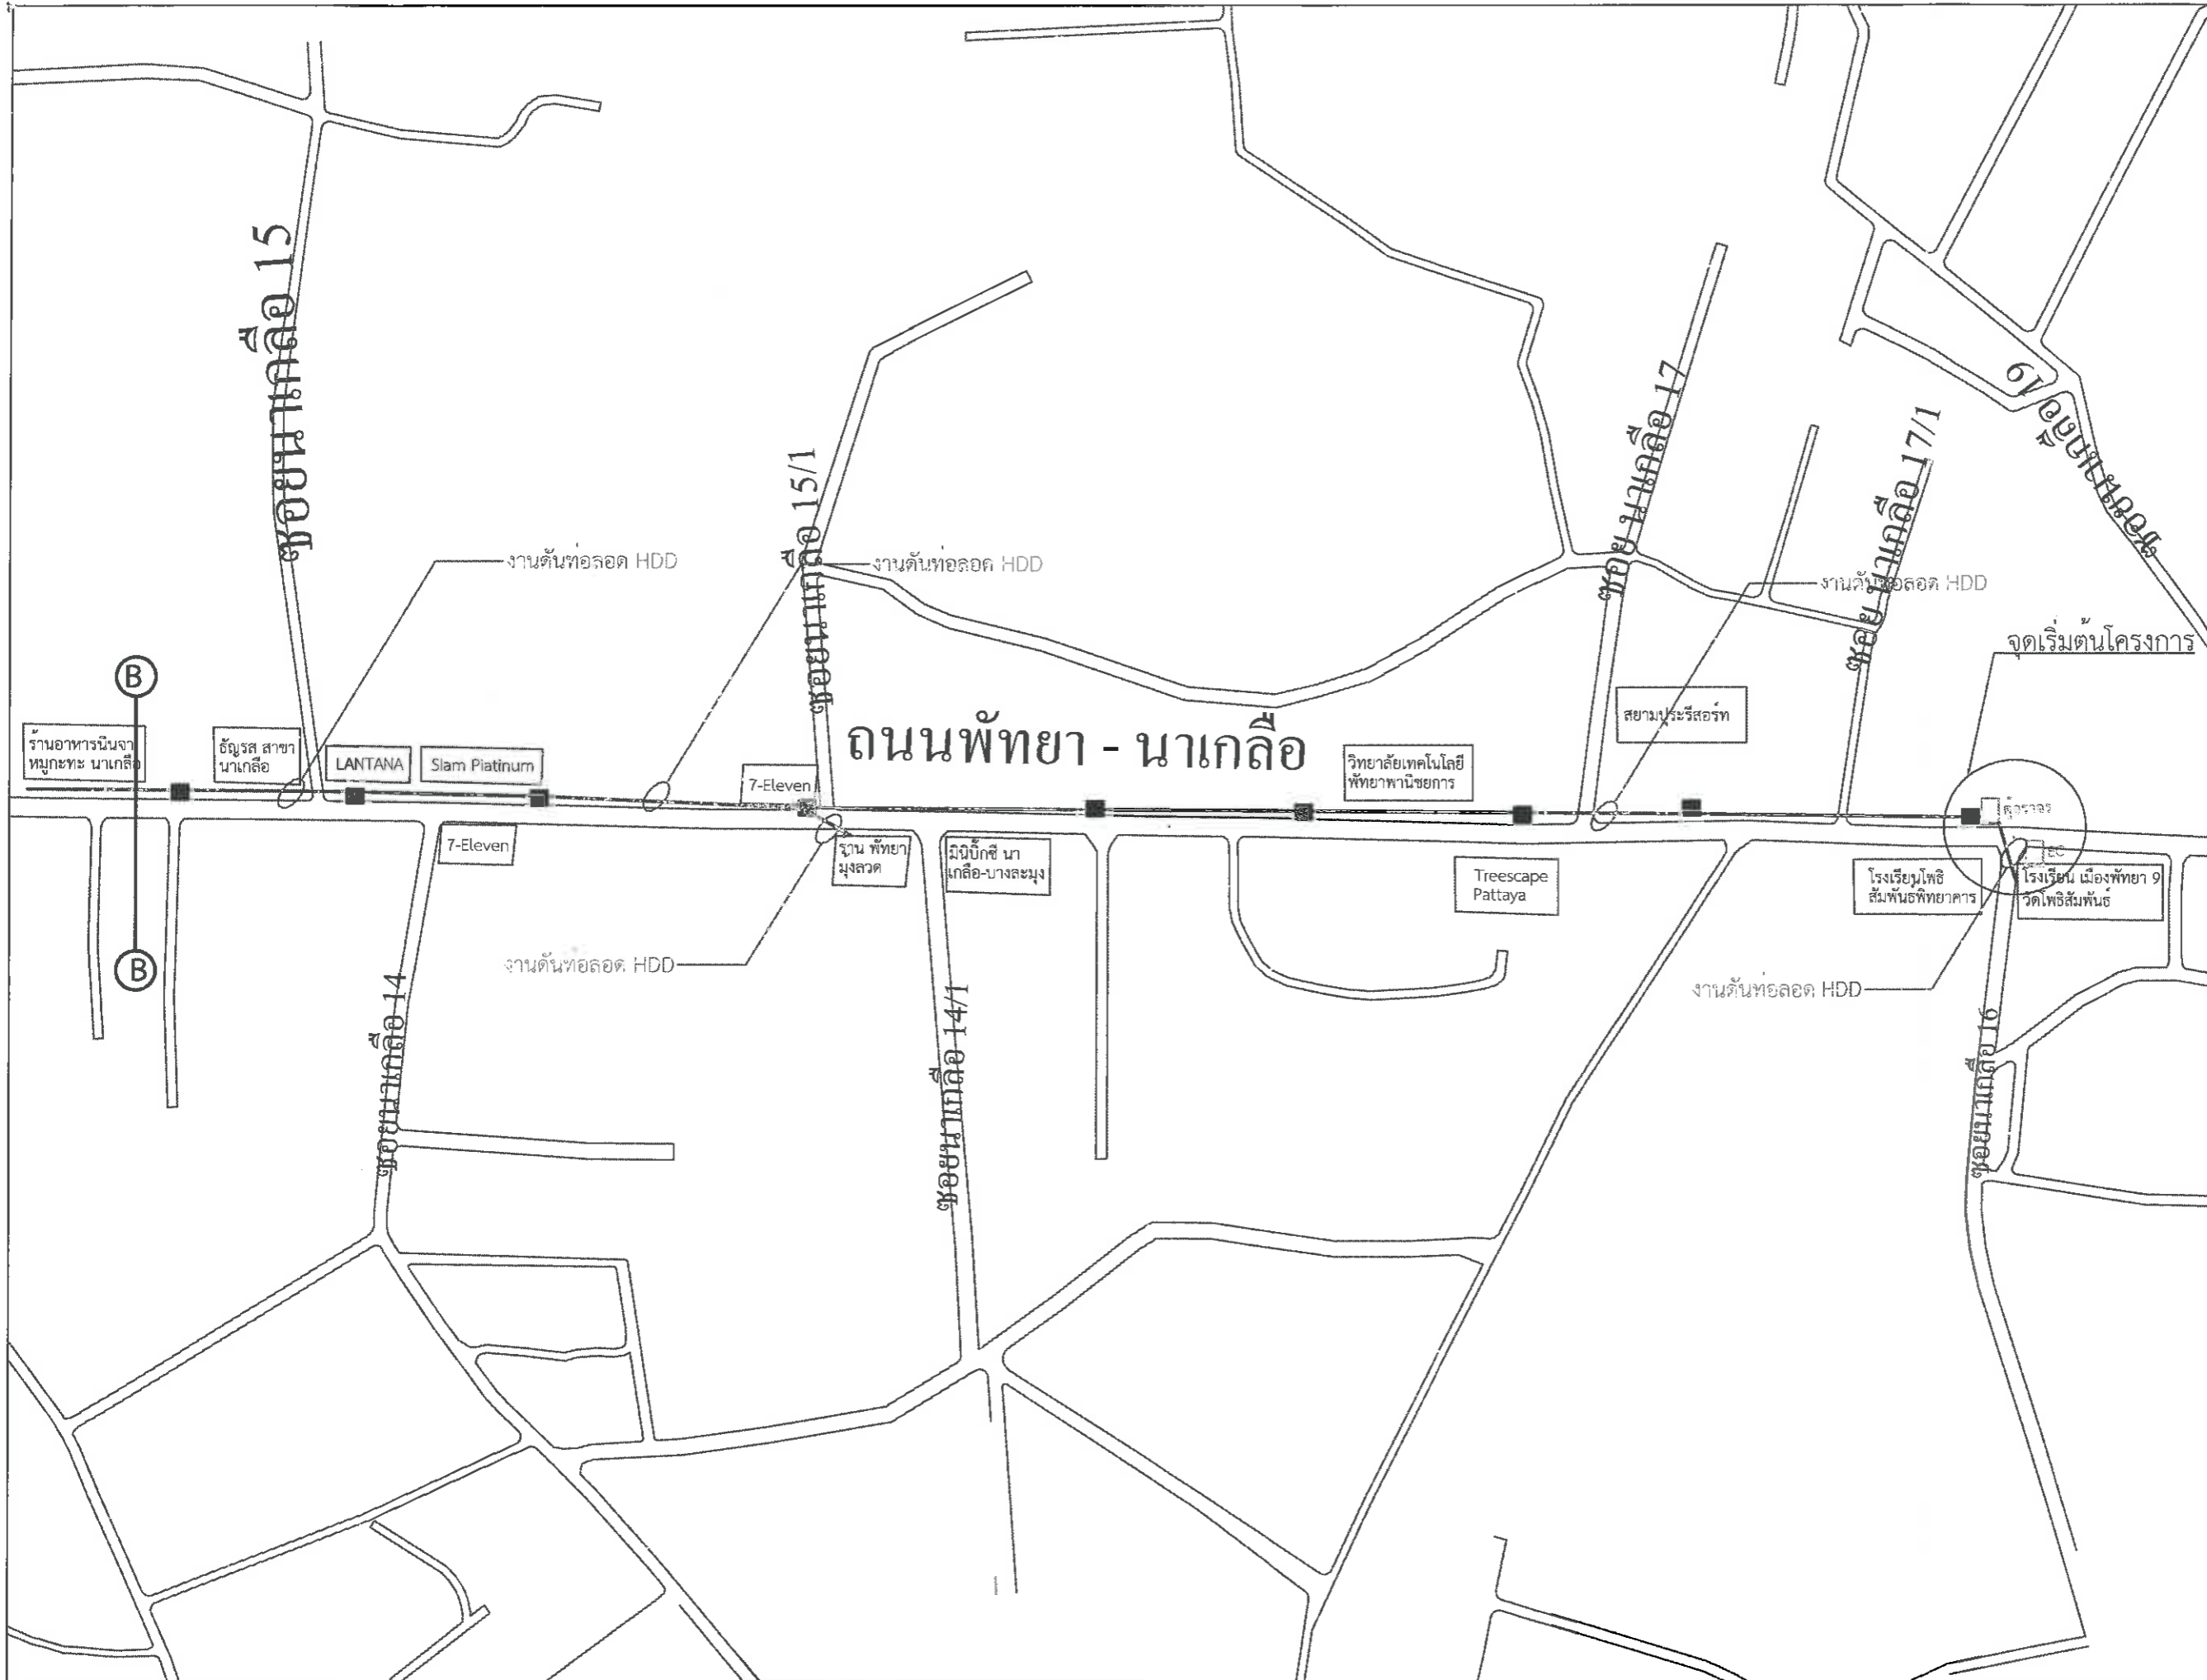 ซอยนาเกลือ 15
ซอยนาเกลือ 15/1
ซอย นาเกลือ 17
ซอย นาเกลือ 17/1
ซอยนาเกลือ 19
งานดันท่อลอด HDD
งานดันท่อลอด HDD
งานดันท่อลอด HDD
จุดเริ่มต้นโครงการ
B
ร้านอาหารนินจา
หมูกะทะ นาเกลือ
ธัญรส สาขา
นาเกลือ
LANTANA
Siam Platinum
7-Eleven
ถนนพัทยา - นาเกลือ
วิทยาลัยเทคโนโลยี
พัทยาพานิชยการ
สยามประรีสอร์ท
7-Eleven
ร้าน พัทยา
มุงลวด
มินิบิ๊กซี นา
เกลือ-บางละมุง
Treescape
Pattaya
โรงเรียนโพธิ
สัมพันธ์พิทยาคาร
โรงเรียน เมืองพัทยา 9
วัดโพธิสัมพันธ์
B
งานดันท่อลอด HDD
งานดันท่อลอด HDD
ซอยนาเกลือ 14
ซอยนาเกลือ 14/1
ซอยนาเกลือ 16